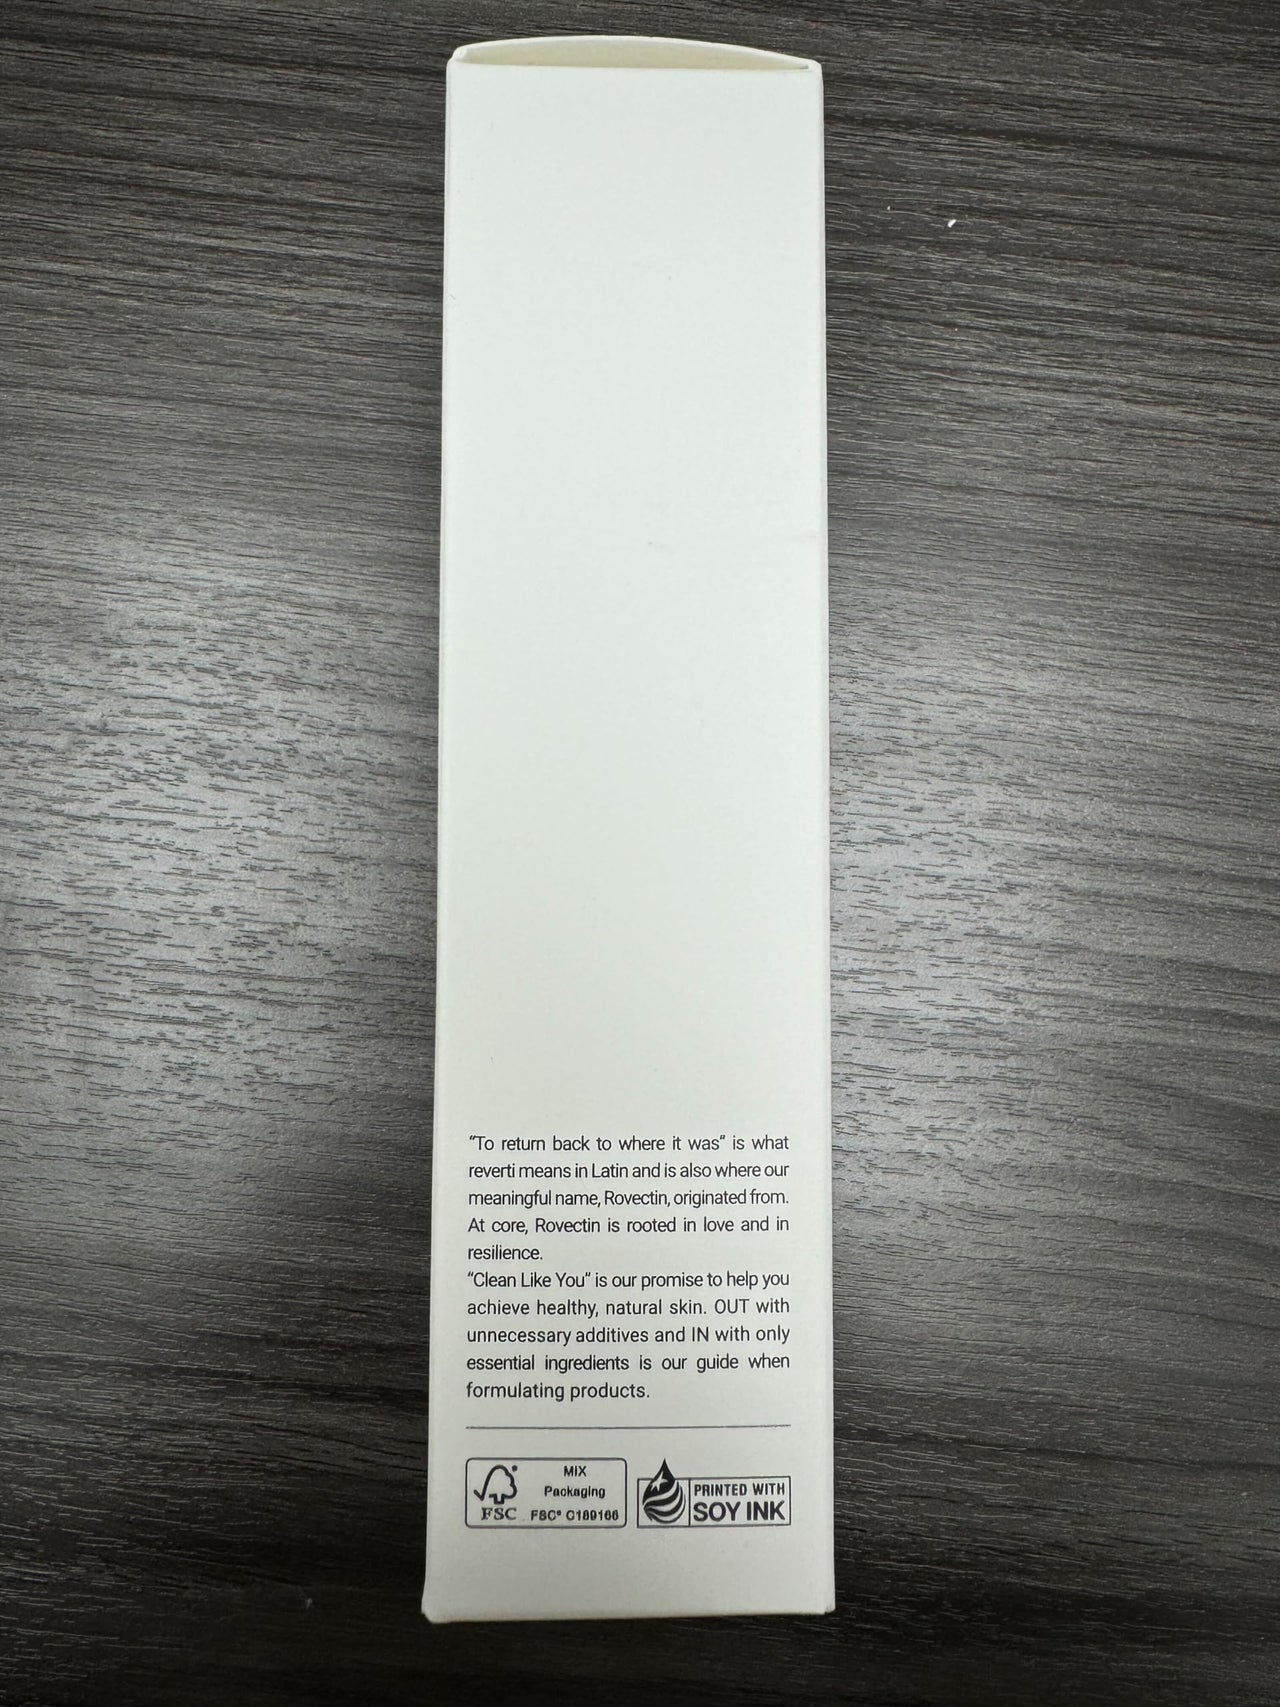 “To return back to where it was” is what
reverti means in Latin and is also where our
meaningful name, Rovectin, originated from.
At core, Rovectin is rooted in love and in
resilience.
“Clean Like You” is our promise to help you
achieve healthy, natural skin. OUT with
unnecessary additives and IN with only
essential ingredients is our guide when
formulating products.
MIX
Packaging
FSC FSC® C189166
PRINTED WITH
SOY INK